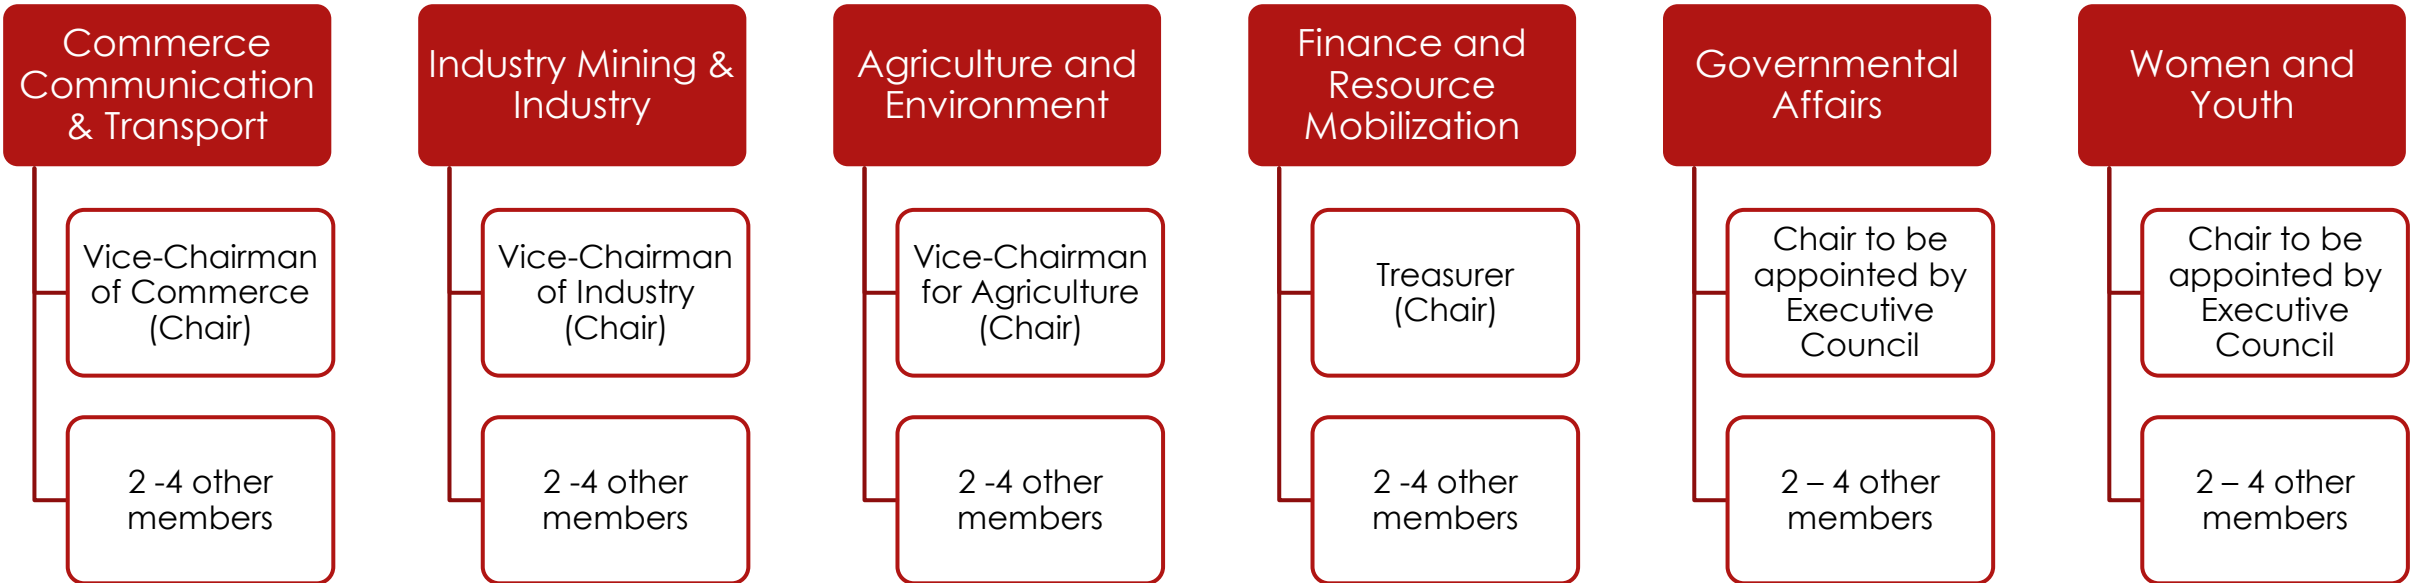 Commerce
Communication
& Transport
Vice-Chairman
of Commerce
(Chair)
2 -4 other
members
Industry Mining &
Industry
Vice-Chairman
of Industry
(Chair)
2 -4 other
members
Agriculture and
Environment
Vice-Chairman
for Agriculture
(Chair)
2 -4 other
members
Finance and
Resource
Mobilization
Treasurer
(Chair)
2 -4 other
members
Governmental
Affairs
Chair to be
appointed by
Executive
Council
2 – 4 other
members
Women and
Youth
Chair to be
appointed by
Executive
Council
2 – 4 other
members